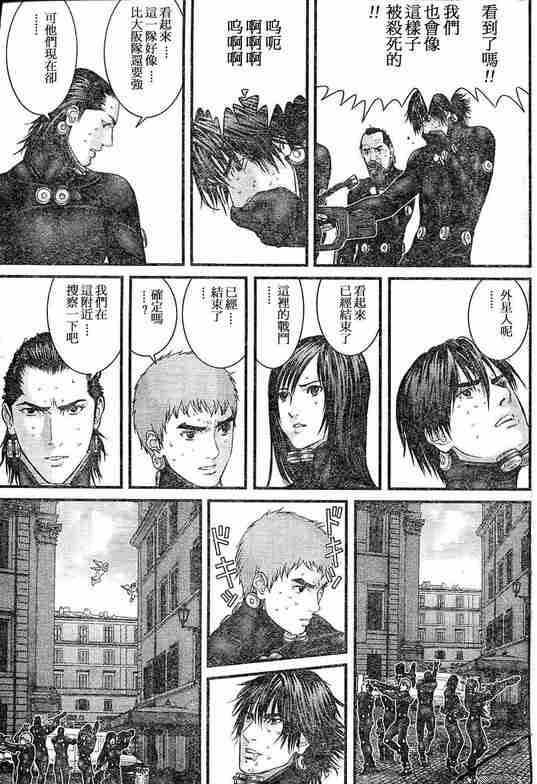 看到了嗎!!
我們
也會像
這樣子
被殺死的
!!
嗚呃
啊啊啊
嗚啊啊
看起來…
這一隊好像…
比大阪隊還要強
……
可他們現在卻
……
外星人呢
看起來
已經結束了
……
這裡的戰鬥
……
已經
結束了
……
確定嗎
……?
我們在
這附近……
搜察一下吧
ドキッ
ドキッ